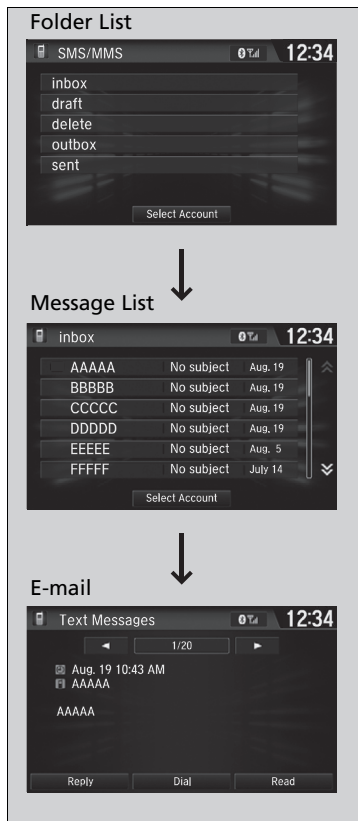 Folder List
SMS/MMS 12:34
inbox
draft
delete
outbox
sent
Select Account
Message List
inbox 12:34
AAAAA No subject Aug. 19
BBBBB No subject Aug. 19
CCCCC No subject Aug. 19
DDDDD No subject Aug. 19
EEEEE No subject Aug. 5
FFFFF No subject July 14
Select Account
E-mail
Text Messages 12:34
1/20
Aug. 19 10:43 AM
AAAAA
AAAAA
Reply Dial Read